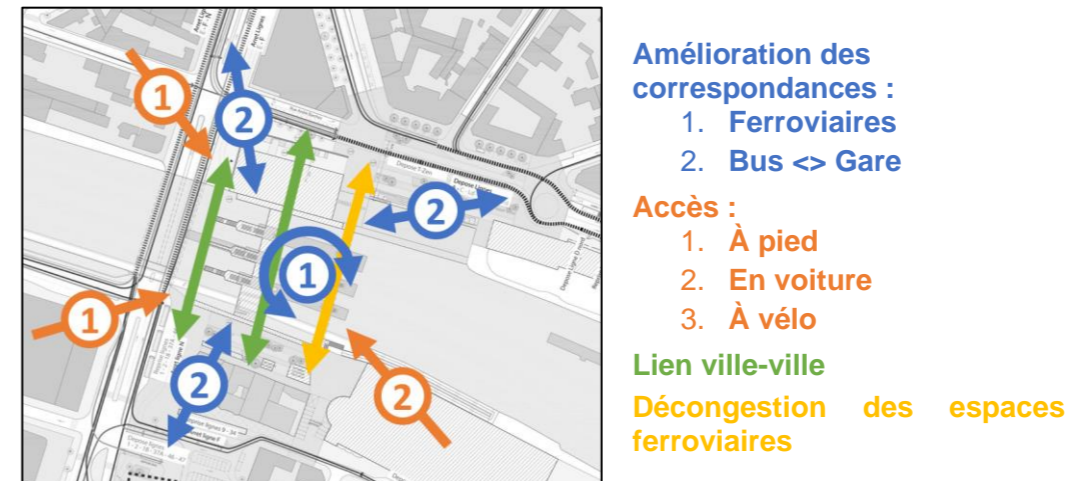 1
2
2
1
1
2
2
Amélioration des
correspondances :
1. Ferroviaires
2. Bus <> Gare
Accès :
1. À pied
2. En voiture
3. À vélo
Lien ville-ville
Décongestion des espaces
ferroviaires